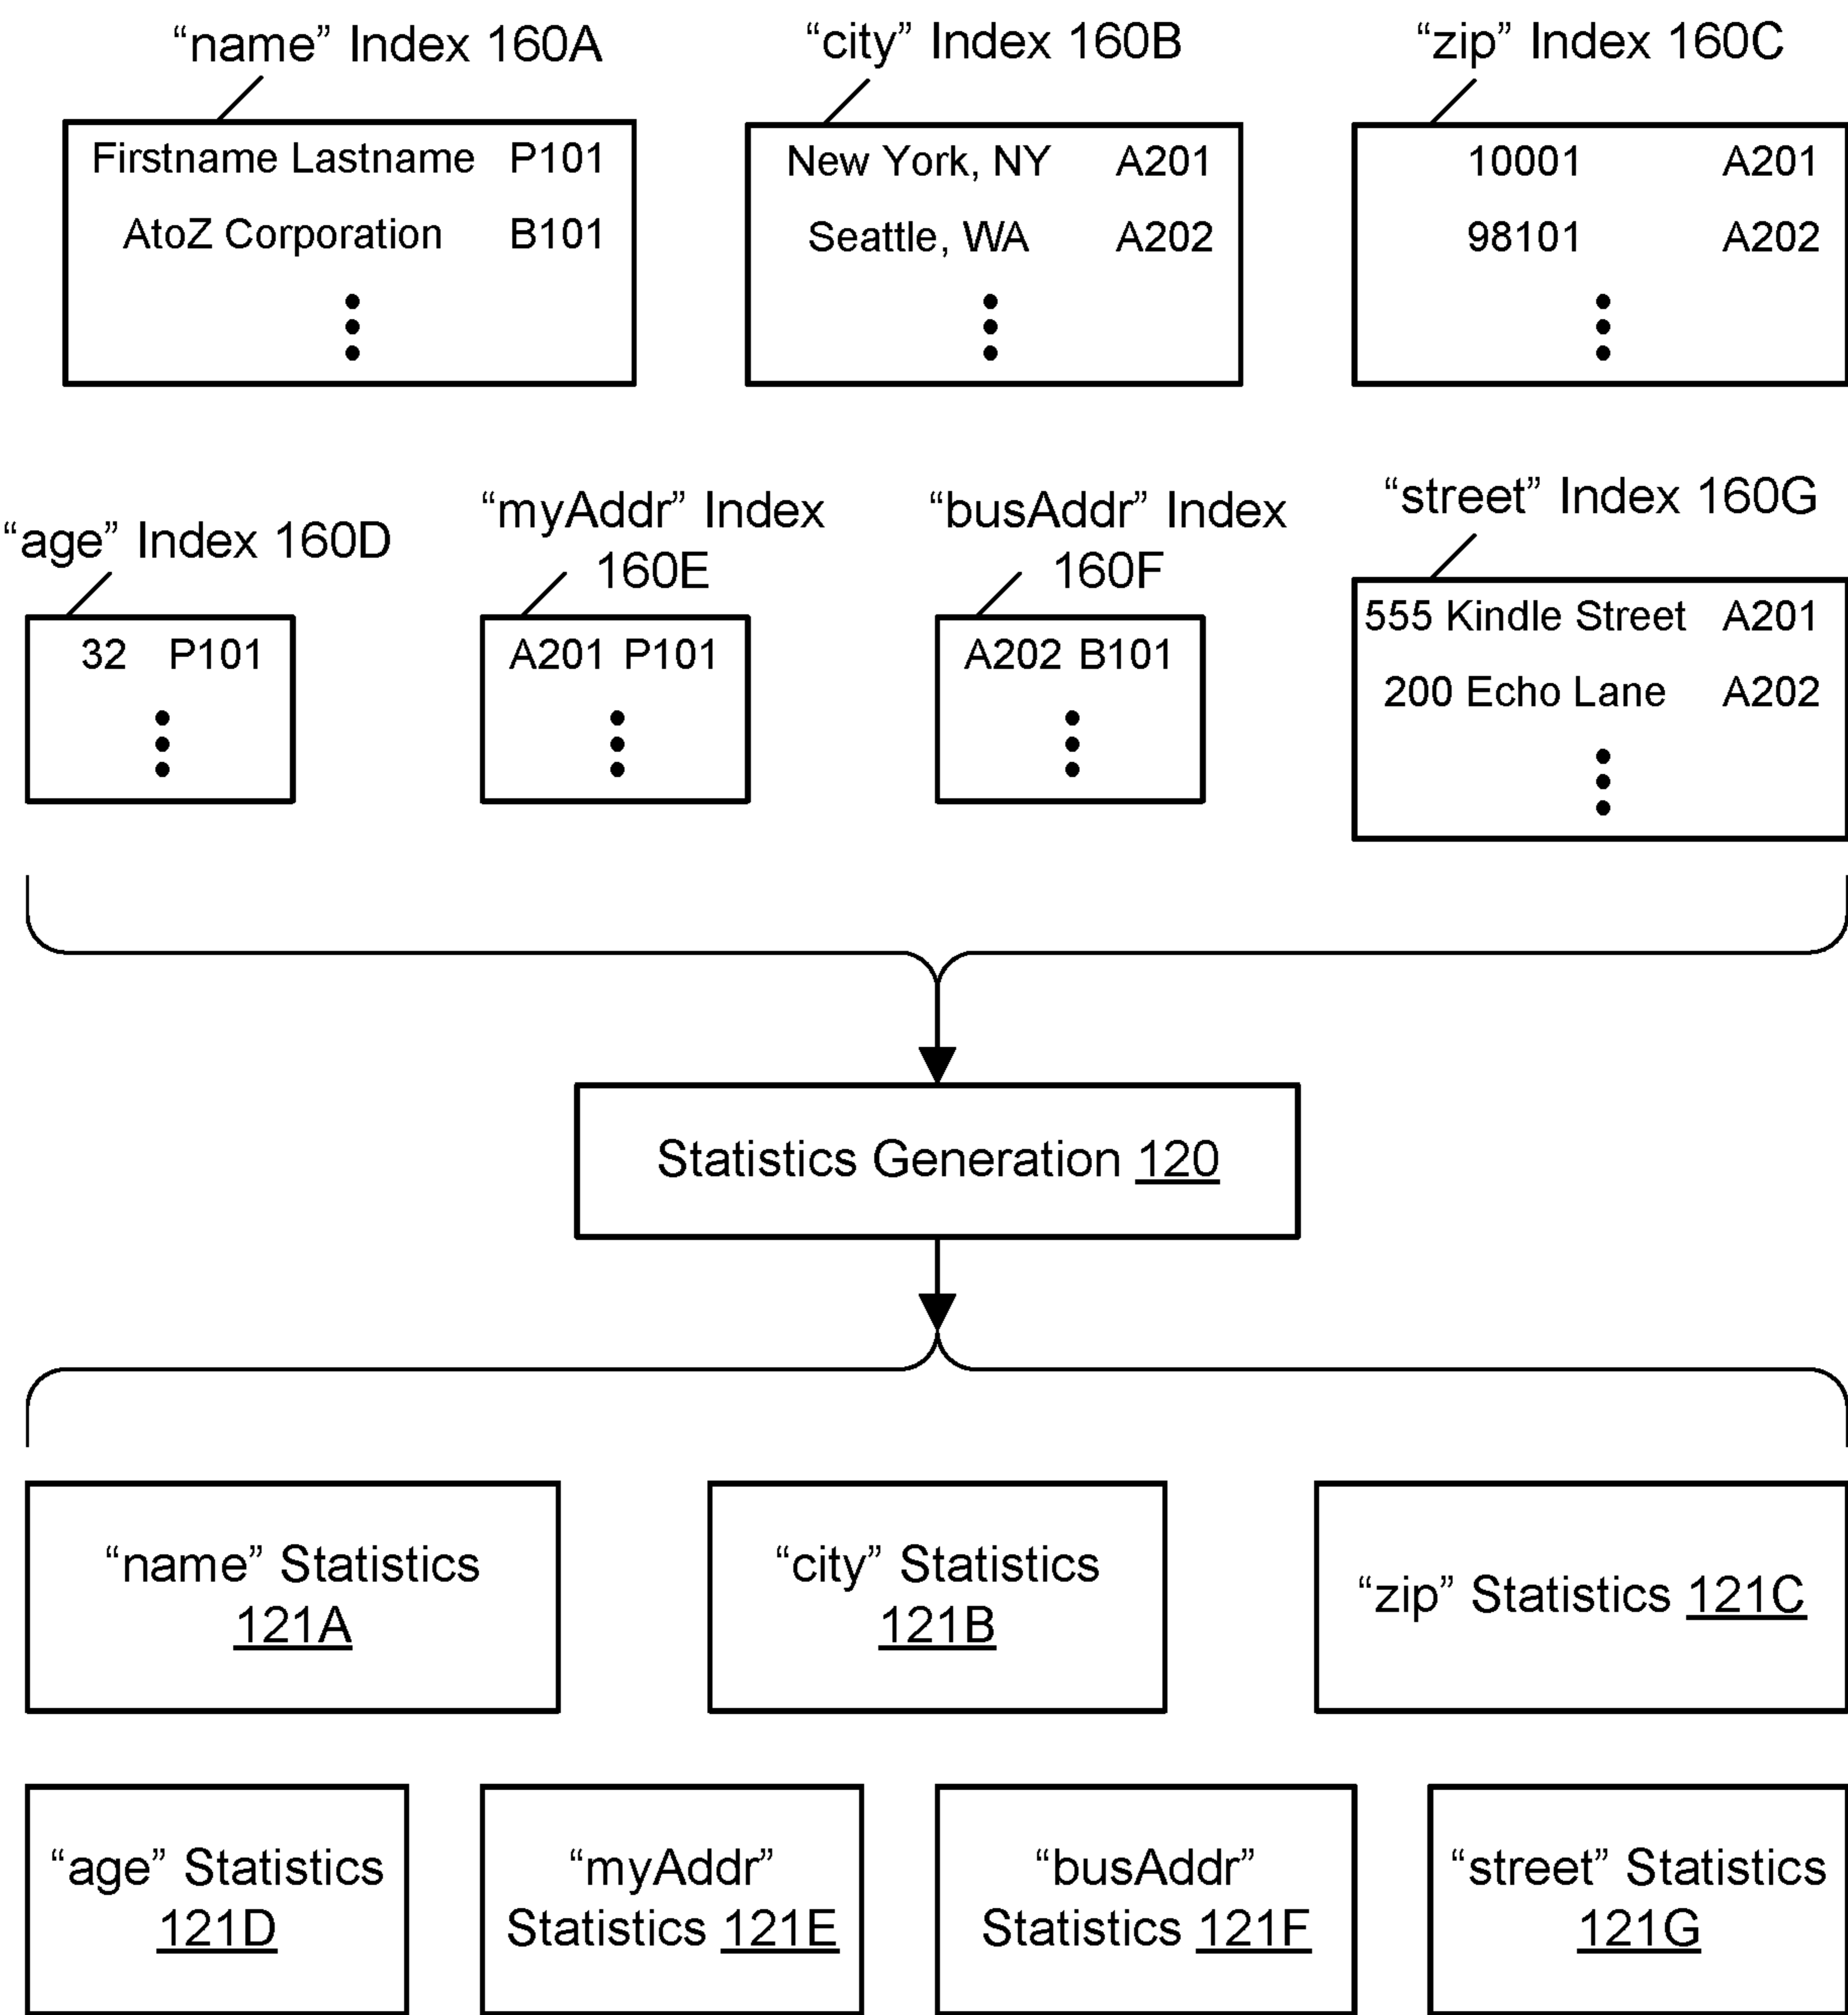 “name” Index 160A
Firstname Lastname P101
AtoZ Corporation B101
“city” Index 160B
New York, NY A201
Seattle, WA A202
“zip” Index 160C
10001 A201
98101 A202
“age” Index 160D
32 P101
“myAddr” Index
160E
A201 P101
“busAddr” Index
160F
A202 B101
“street” Index 160G
555 Kindle Street A201
200 Echo Lane A202
Statistics Generation 120
“name” Statistics
121A
“city” Statistics
121B
“zip” Statistics 121C
“age” Statistics
121D
“myAddr”
Statistics 121E
“busAddr”
Statistics 121F
“street” Statistics
121G